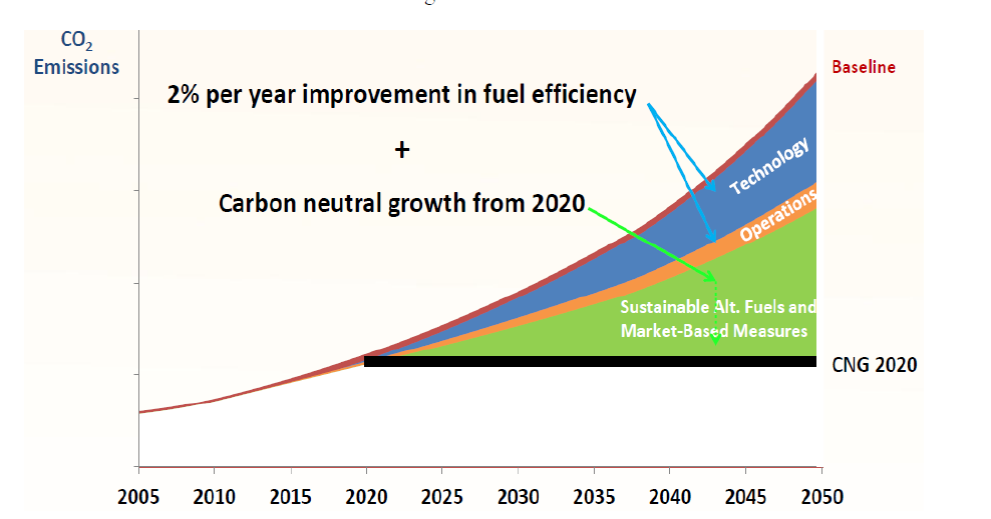 CO2
Emissions
Baseline
2% per year improvement in fuel efficiency
+
Carbon neutral growth from 2020
Technology
Operations
Sustainable Alt. Fuels and
Market-Based Measures
CNG 2020
2005 2010 2015 2020 2025 2030 2035 2040 2045 2050